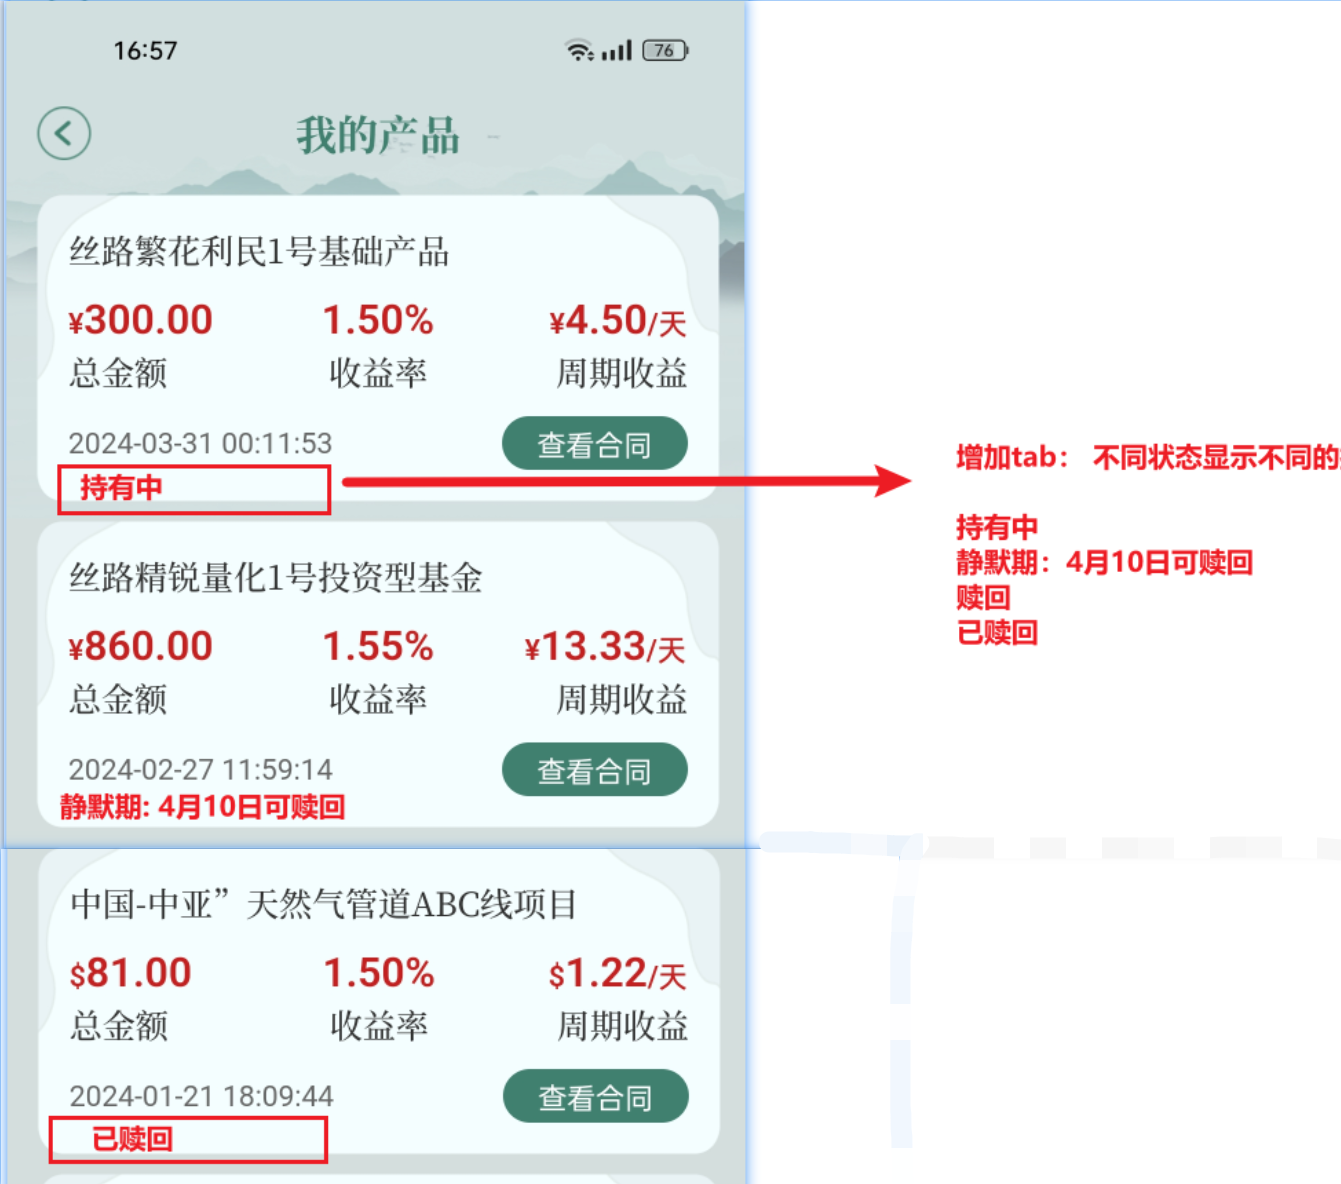 16:57
76
我的产品
丝路繁花利民1号基础产品
¥300.00 1.50% ¥4.50/天
总金额 收益率 周期收益
2024-03-31 00:11:53 查看合同
持有中
丝路精锐量化1号投资型基金
¥860.00 1.55% ¥13.33/天
总金额 收益率 周期收益
2024-02-27 11:59:14 查看合同
静默期: 4月10日可赎回
中国-中亚”天然气管道ABC线项目
$81.00 1.50% $1.22/天
总金额 收益率 周期收益
2024-01-21 18:09:44 查看合同
已赎回
增加tab： 不同状态显示不同的
持有中
静默期：4月10日可赎回
赎回
已赎回